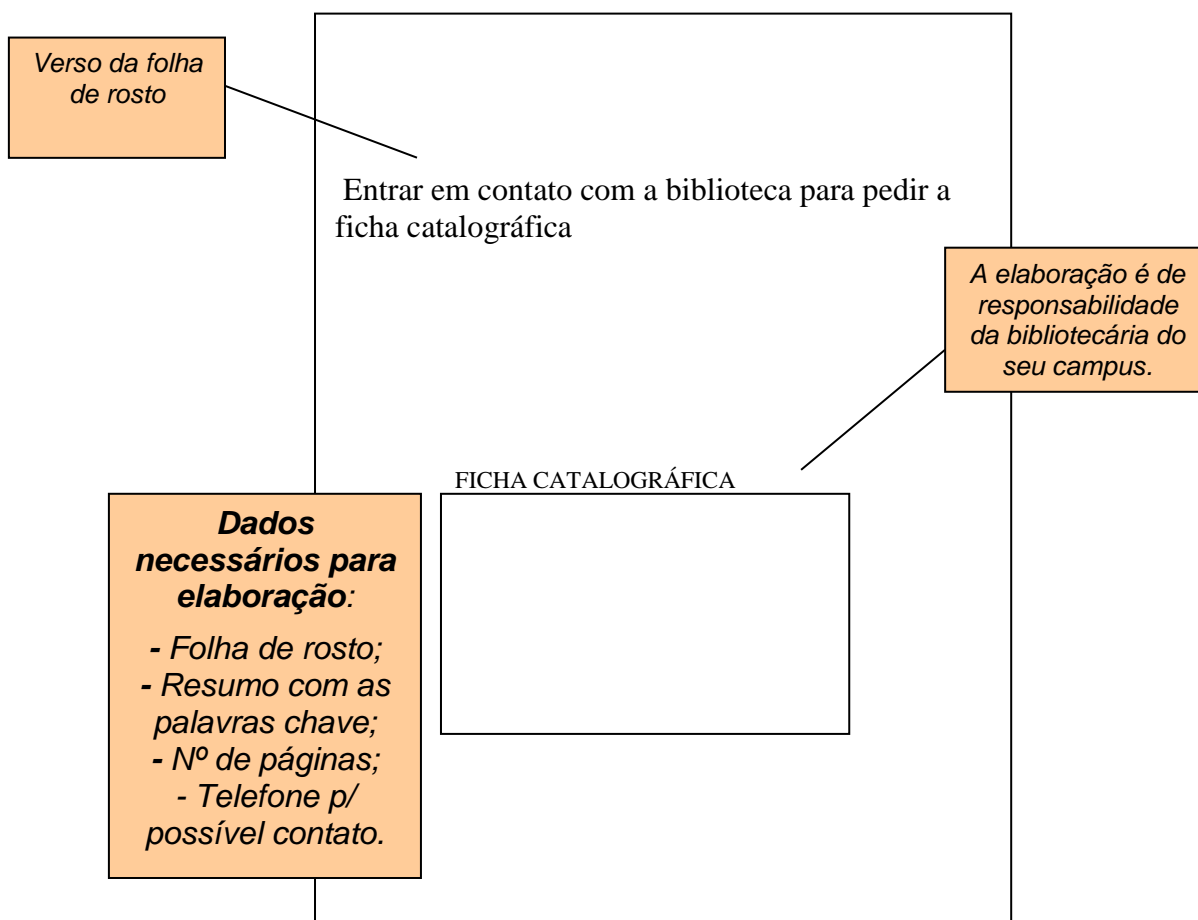 Verso da folha
de rosto
Entrar em contato com a biblioteca para pedir a
ficha catalográfica
A elaboração é de
responsabilidade
da bibliotecária do
seu campus.
FICHA CATALOGRÁFICA
Dados
necessários para
elaboração:
- Folha de rosto;
- Resumo com as
palavras chave;
- Nº de páginas;
- Telefone p/
possível contato.